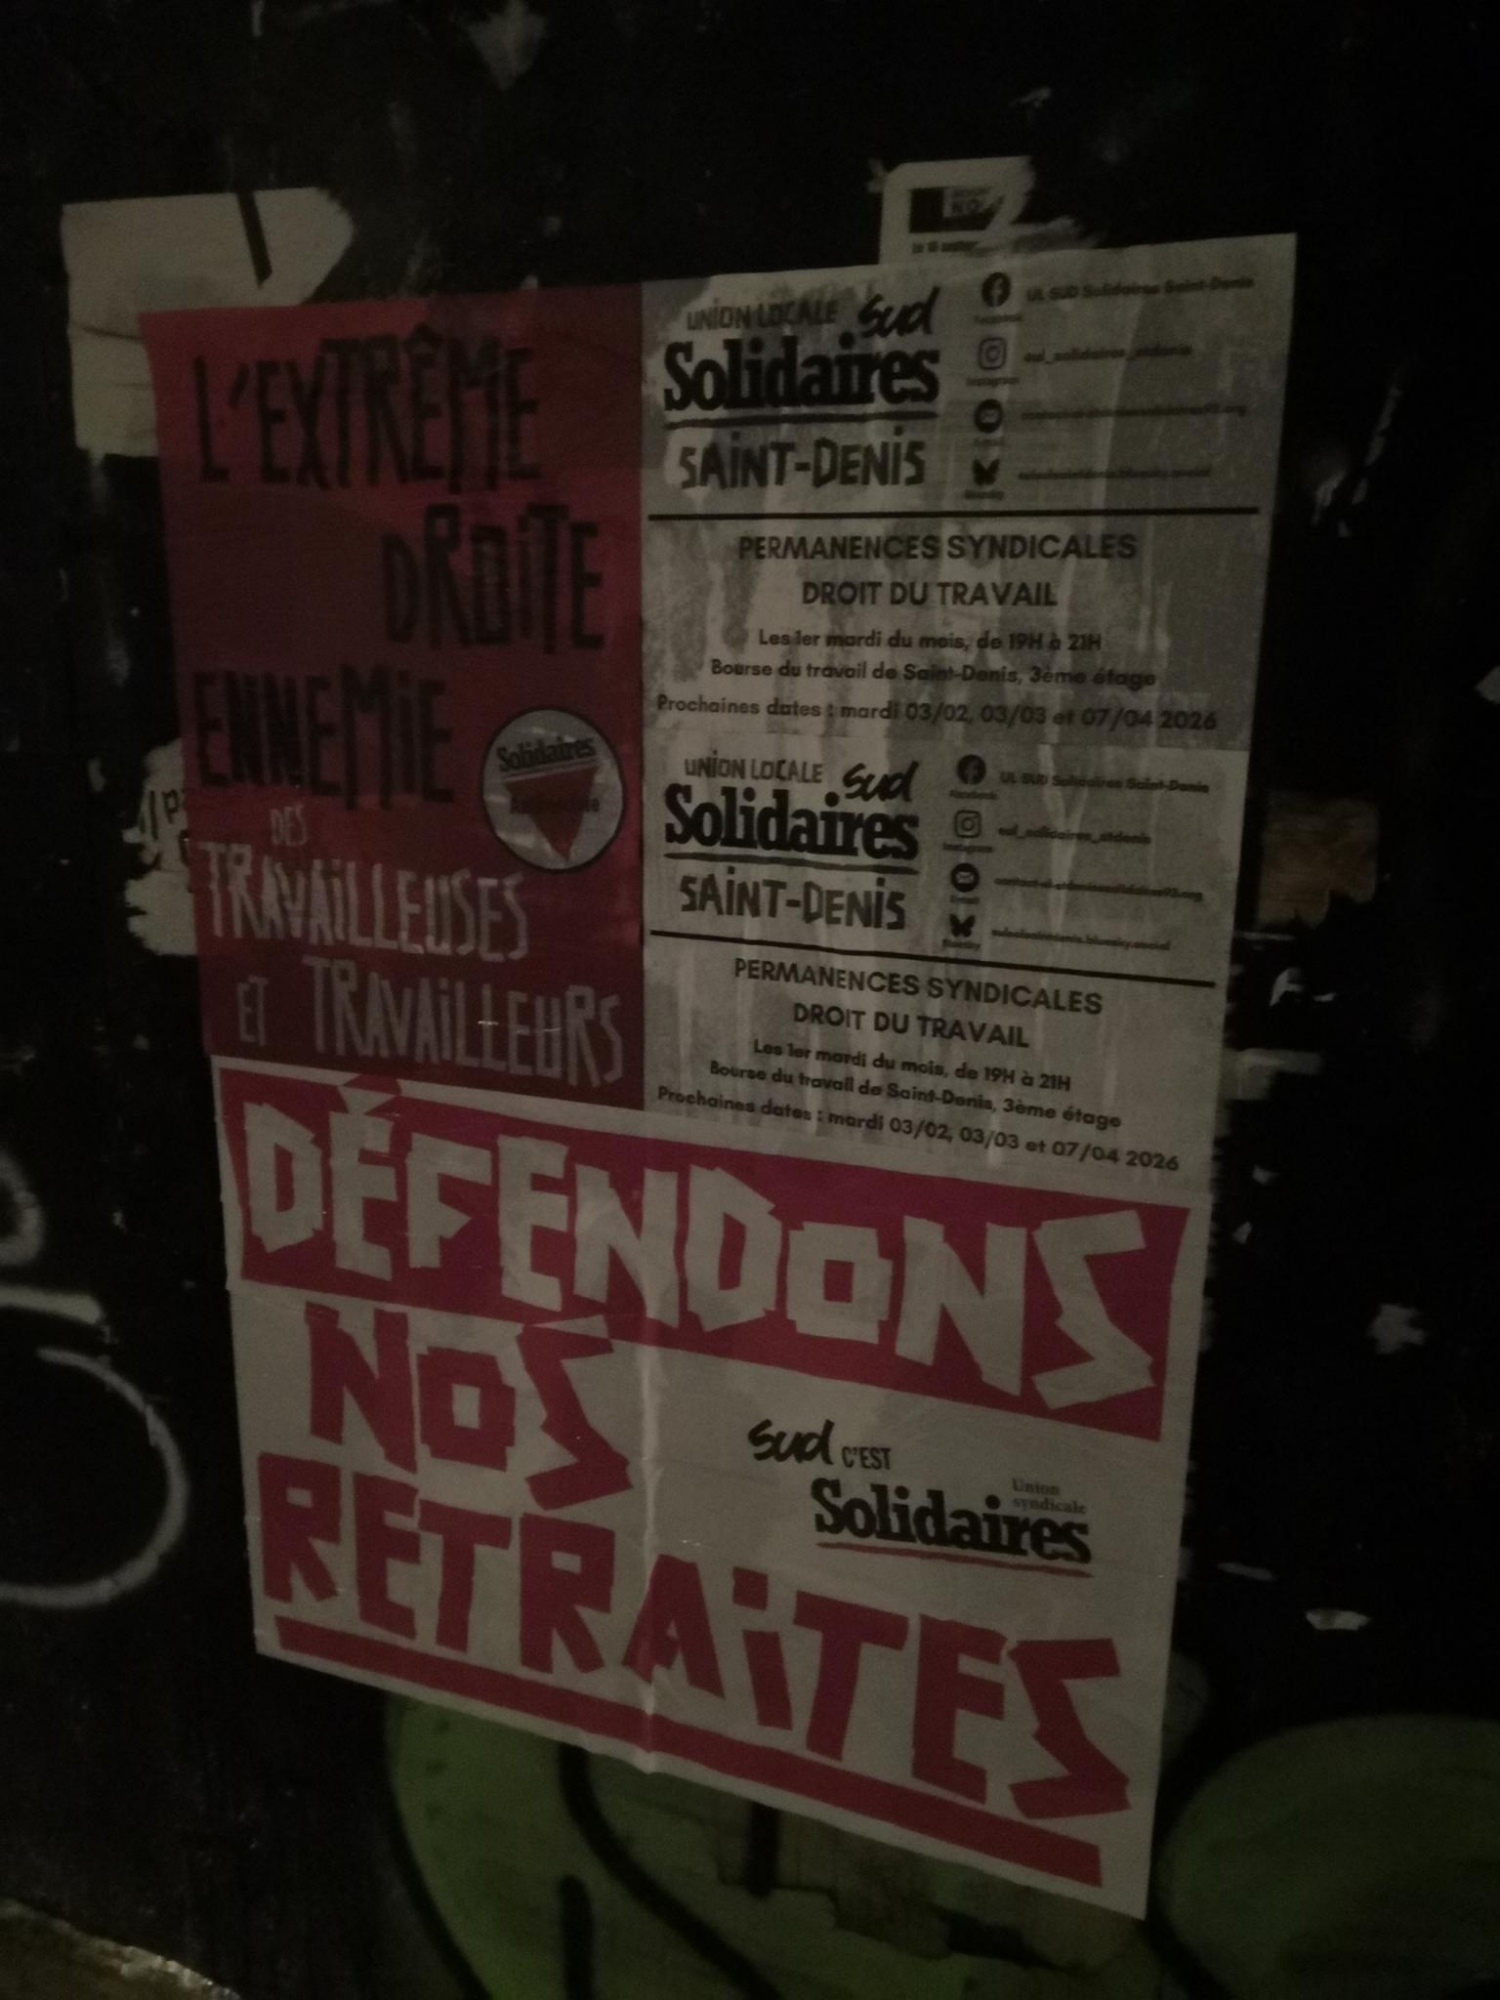 L'EXTRÊME
DROITE
ENNEMIE
DES
TRAVAILLEUSES
ET TRAVAILLEURS
Solidaires
UNION LOCALE Sud
Solidaires
SAINT-DENIS
UL SUD Solidaires Saint-Denis
PERMANENCES SYNDICALES
DROIT DU TRAVAIL
Les 1er mardi du mois, de 19H à 21H
Bourse du travail de Saint-Denis, 3ème étage
Prochaines dates : mardi 03/02, 03/03 et 07/04 2026
UNION LOCALE Sud
Solidaires
SAINT-DENIS
UL SUD Solidaires Saint-Denis
PERMANENCES SYNDICALES
DROIT DU TRAVAIL
Les 1er mardi du mois, de 19H à 21H
Bourse du travail de Saint-Denis, 3ème étage
Prochaines dates : mardi 03/02, 03/03 et 07/04 2026
DÉFENDONS
NOS
RETRAITES
Sud C'EST
Union
syndicale
Solidaires